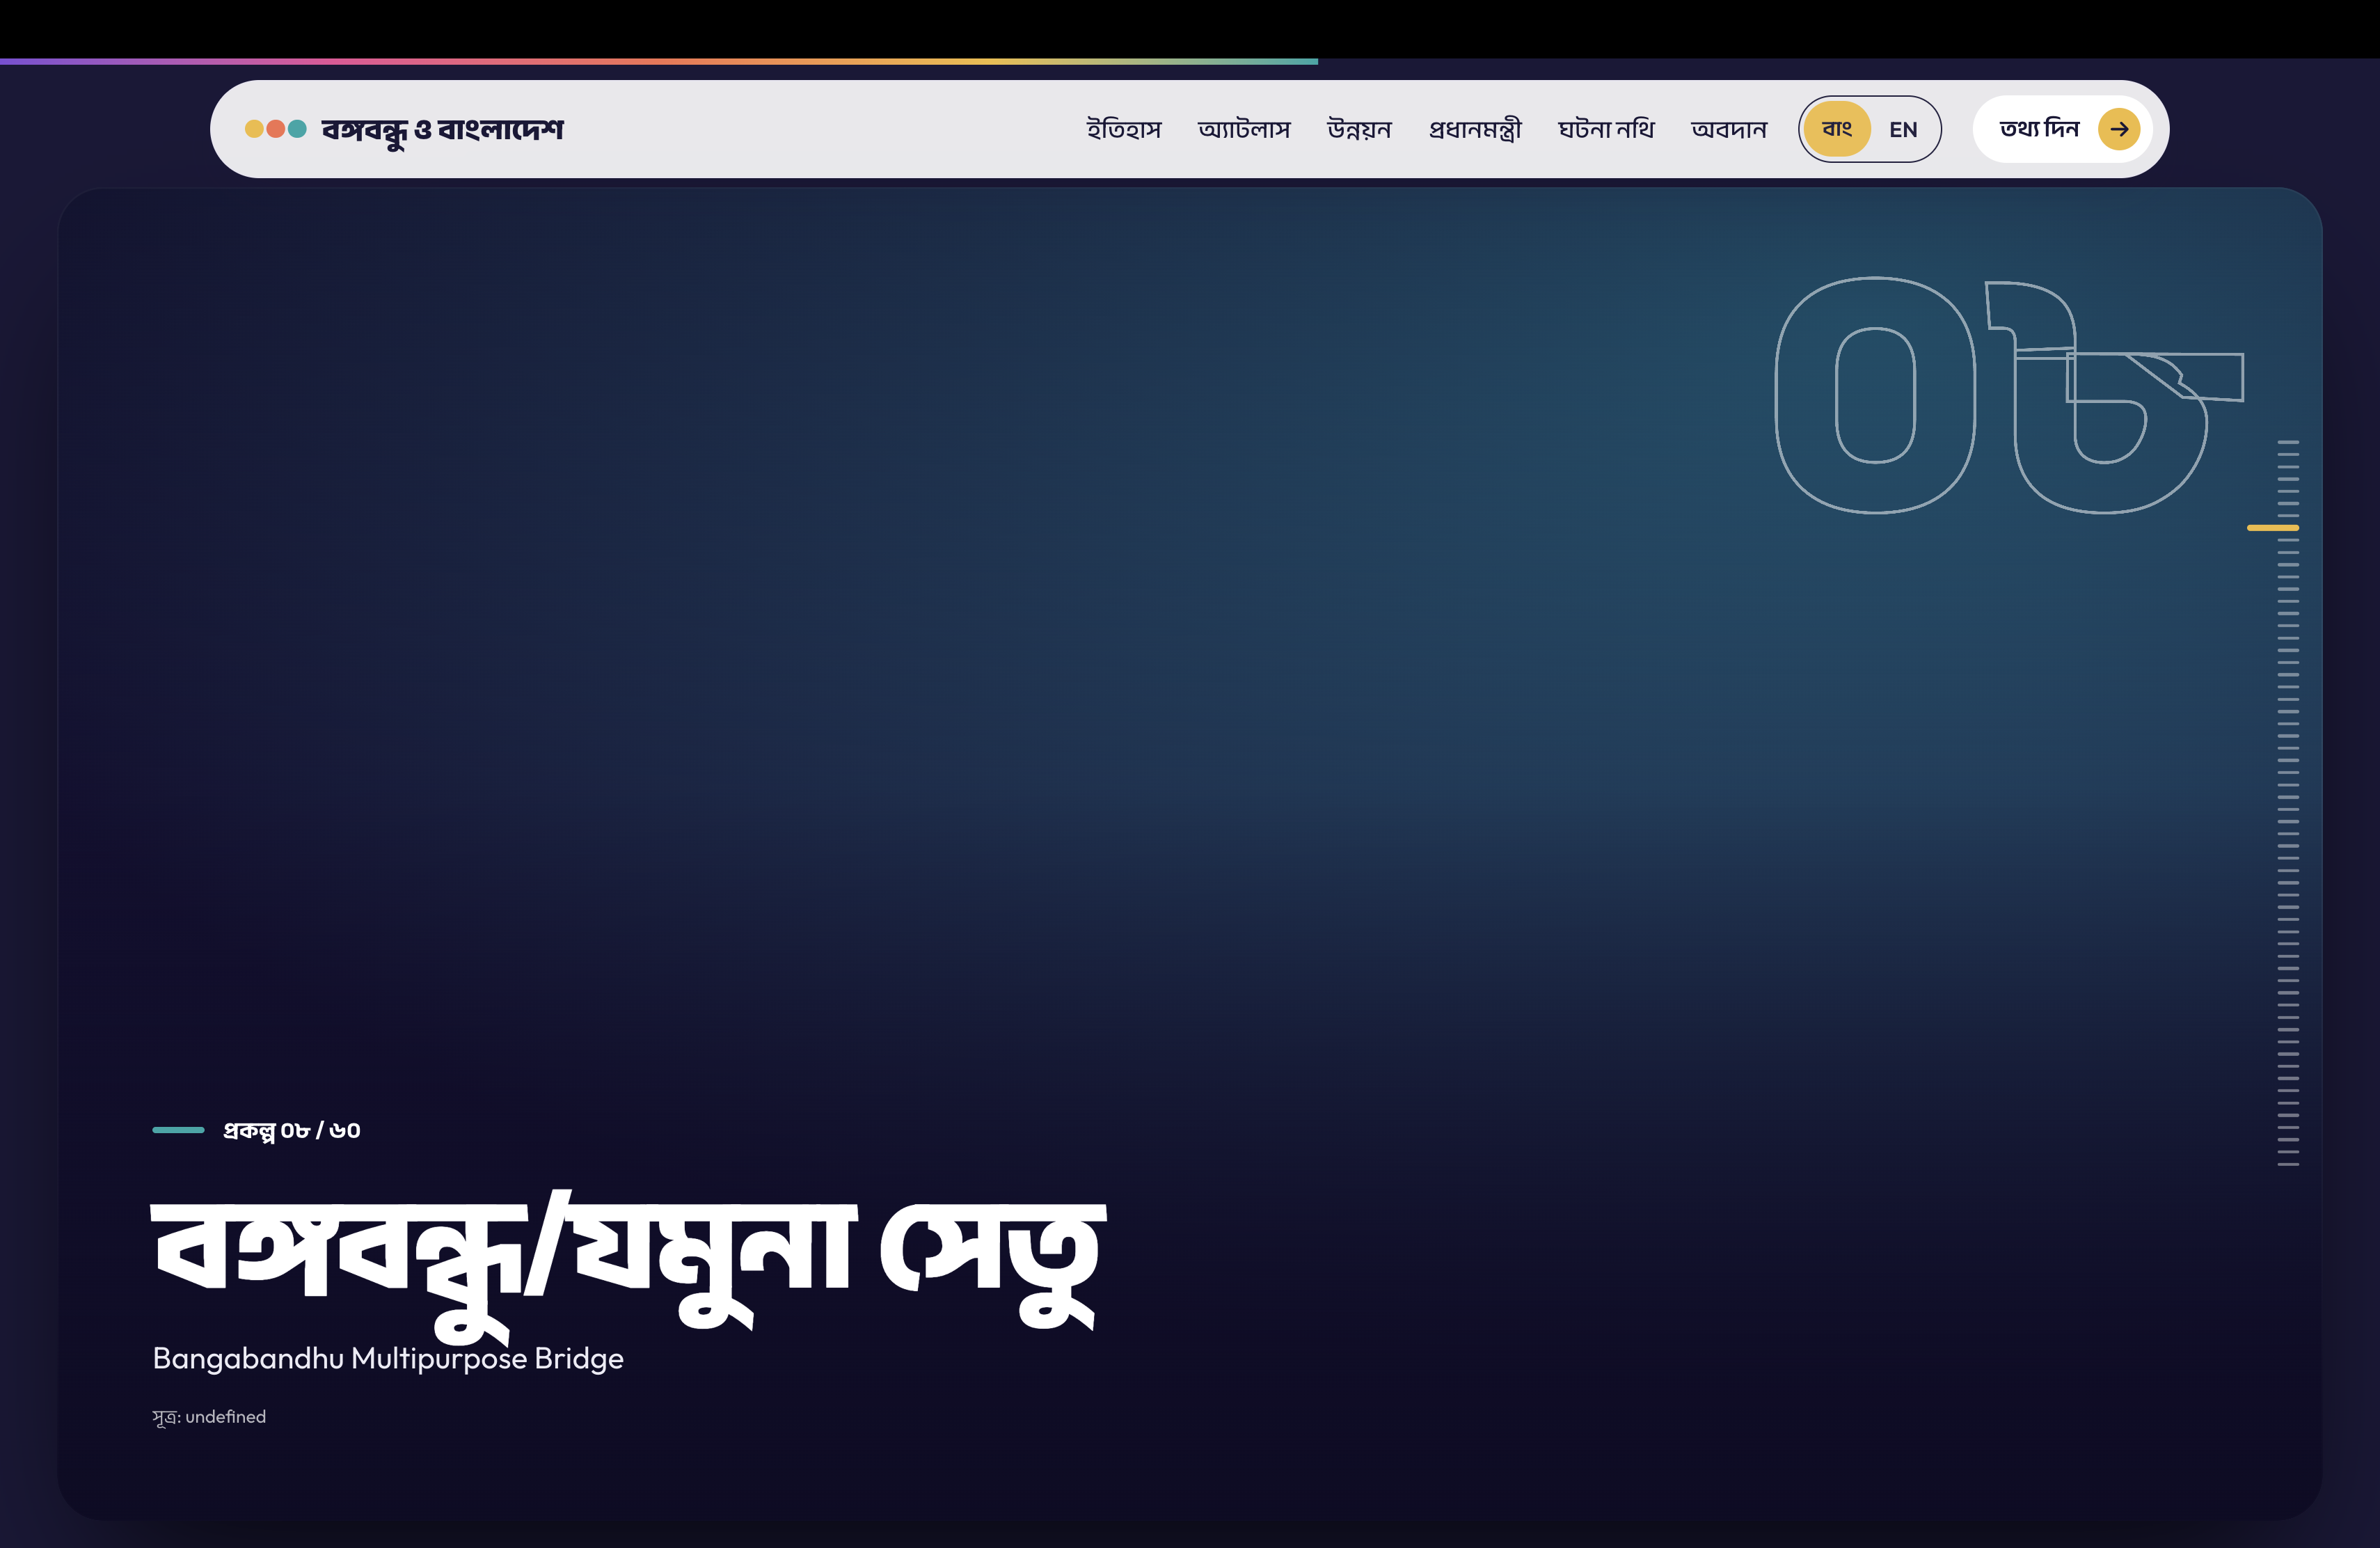 বঙ্গবন্ধু ও বাংলাদেশ ইতিহাস অ্যাটলাস উন্নয়ন প্রধানমন্ত্রী ঘটনা নথি অবদান বাং EN তথ্য দিন →
০৮
প্রকল্প ০৮ / ৬০
বঙ্গবন্ধু/যমুনা সেতু
Bangabandhu Multipurpose Bridge
সূত্র: undefined